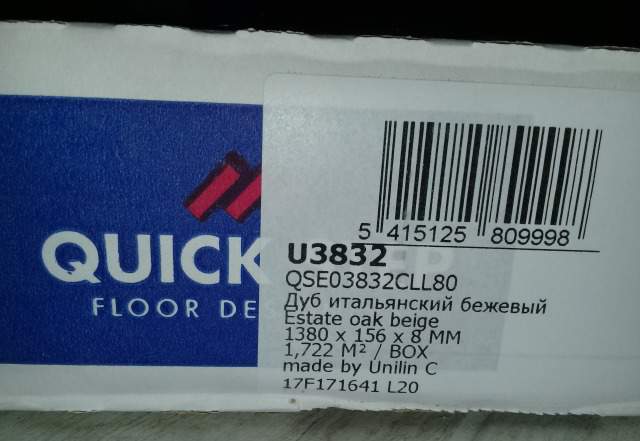 5 415125 809998
U3832
QSE03832CLL80
Дуб итальянский бежевый
Estate oak beige
1380 x 156 x 8 MM
1,722 M² / BOX
made by Unilin C
17F171641 L20
QUICK
FLOOR DE